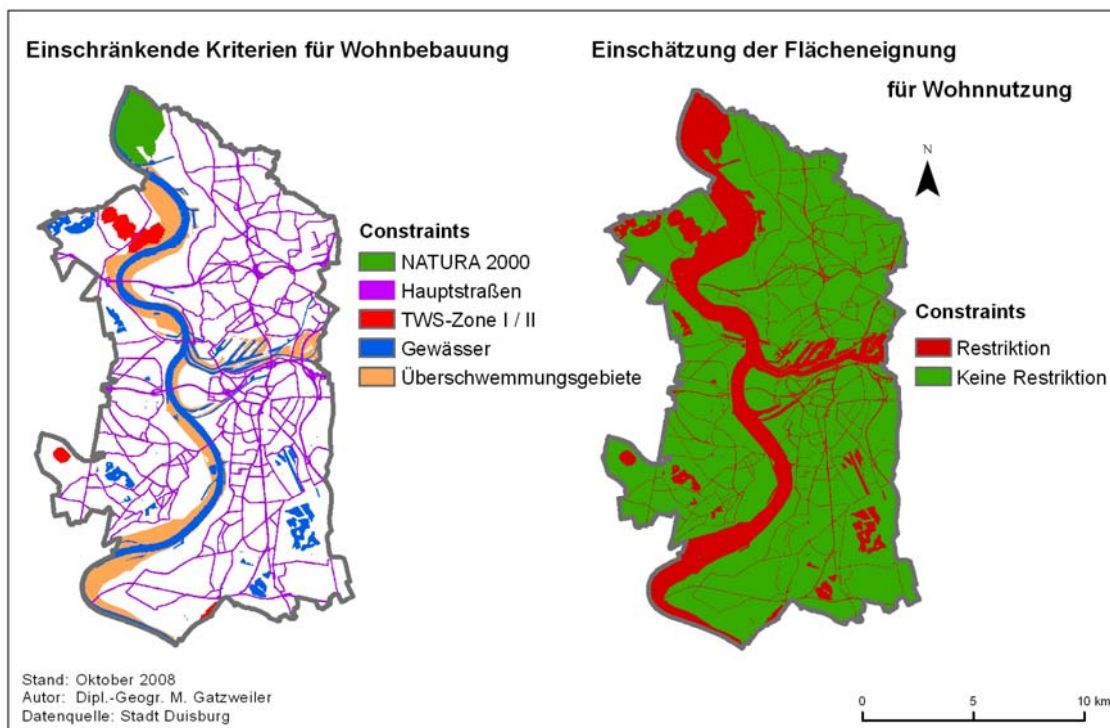 Einschränkende Kriterien für Wohnbebauung
Einschätzung der Flächeneignung
für Wohnnutzung
N
Constraints
NATURA 2000
Hauptstraßen
TWS-Zone I / II
Gewässer
Überschwemmungsgebiete
Constraints
Restriktion
Keine Restriktion
Stand: Oktober 2008
Autor: Dipl.-Geogr. M. Gatzweiler
Datenquelle: Stadt Duisburg
0 5 10 km